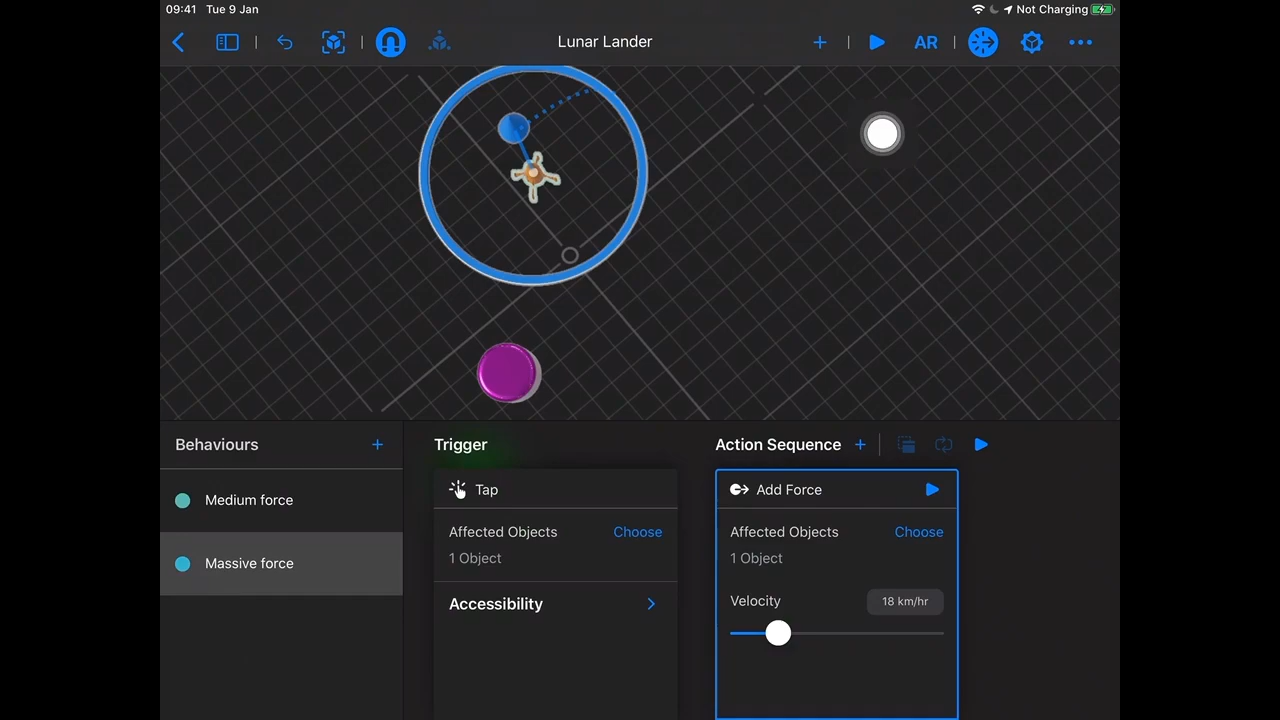 09:41 Tue 9 Jan
Not Charging
Lunar Lander
AR
Behaviours
Trigger
Action Sequence
Medium force
Massive force
Tap
Affected Objects Choose
1 Object
Accessibility
Add Force
Affected Objects Choose
1 Object
Velocity 18 km/hr